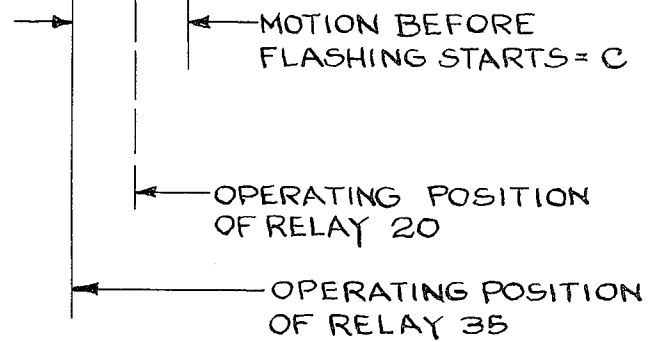 MOTION BEFORE
FLASHING STARTS = C
OPERATING POSITION
OF RELAY 20
OPERATING POSITION
OF RELAY 35